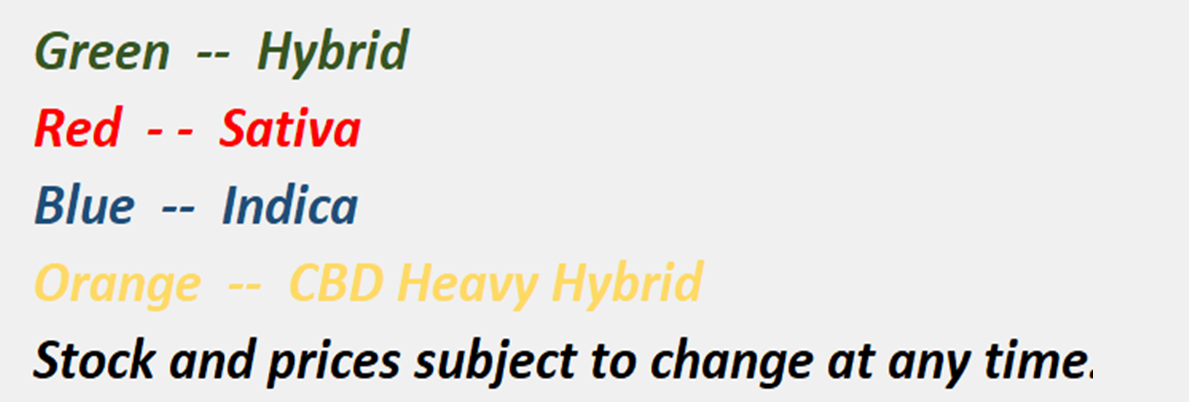 Green -- Hybrid
Red - - Sativa
Blue -- Indica
Orange -- CBD Heavy Hybrid
Stock and prices subject to change at any time.